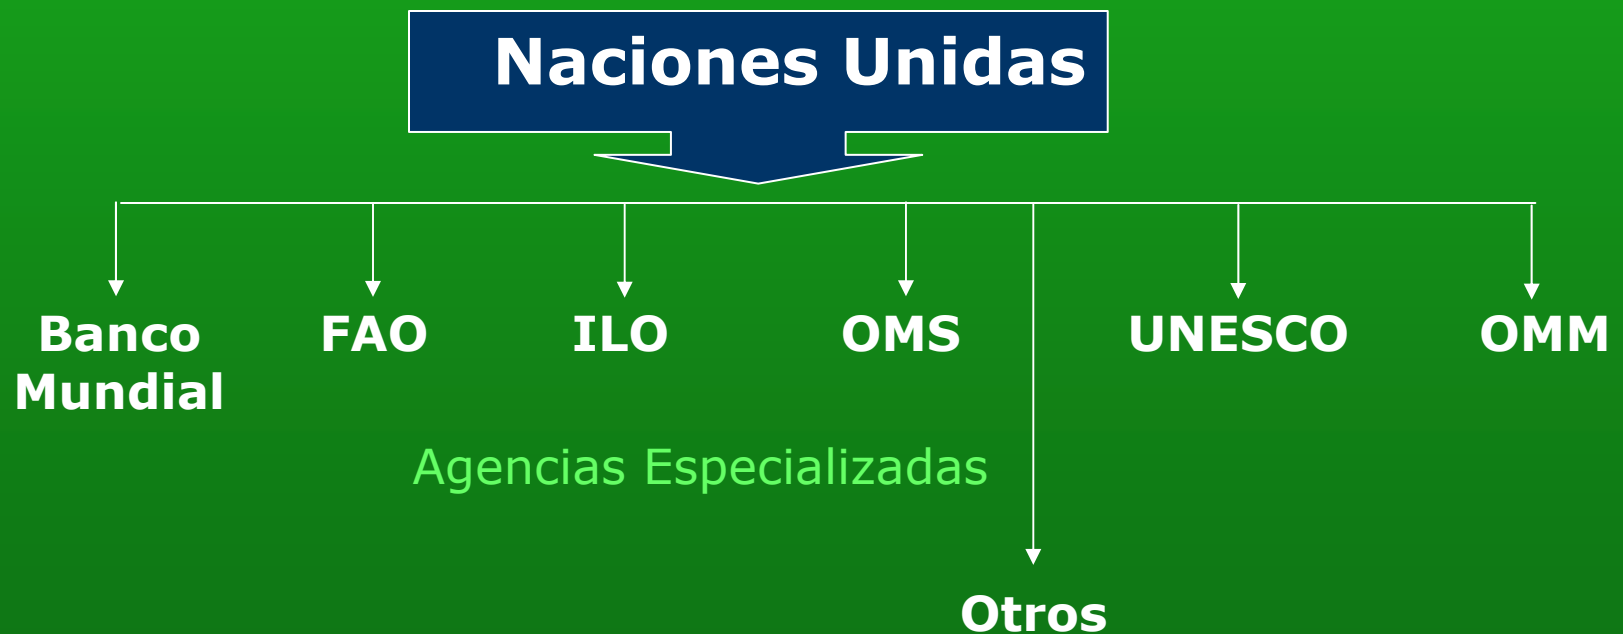 Naciones Unidas
Banco
Mundial
FAO
ILO
OMS
UNESCO
OMM
Agencias Especializadas
Otros